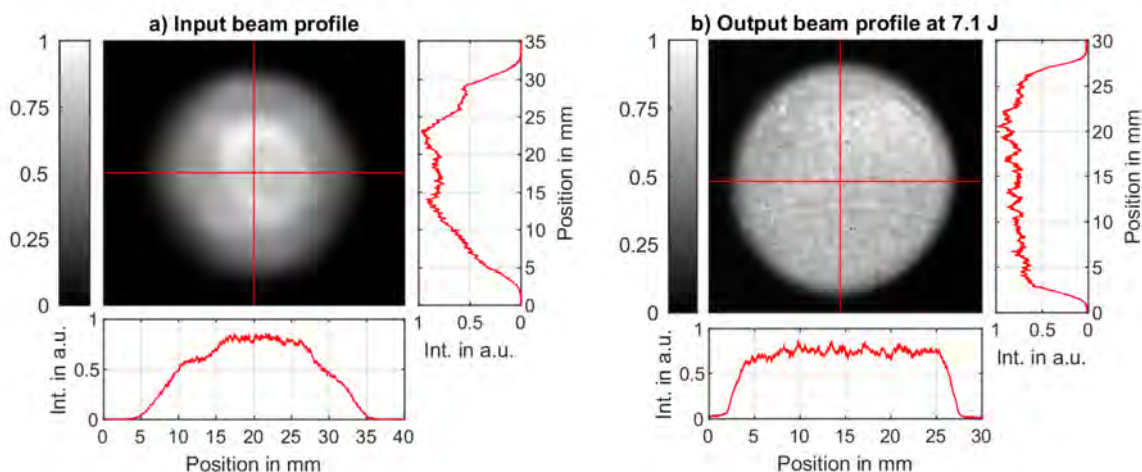 a) Input beam profile
1
0.75
0.5
0.25
0
35
30
25
20
15
10
5
0
Position in mm
1 0.5 0
Int. in a.u.
1
0.5
0
Int. in a.u.
0 5 10 15 20 25 30 35 40
Position in mm
b) Output beam profile at 7.1 J
1
0.75
0.5
0.25
0
30
25
20
15
10
5
0
Position in mm
1 0.5 0
Int. in a.u.
1
0.5
0
Int. in a.u.
0 5 10 15 20 25 30
Position in mm